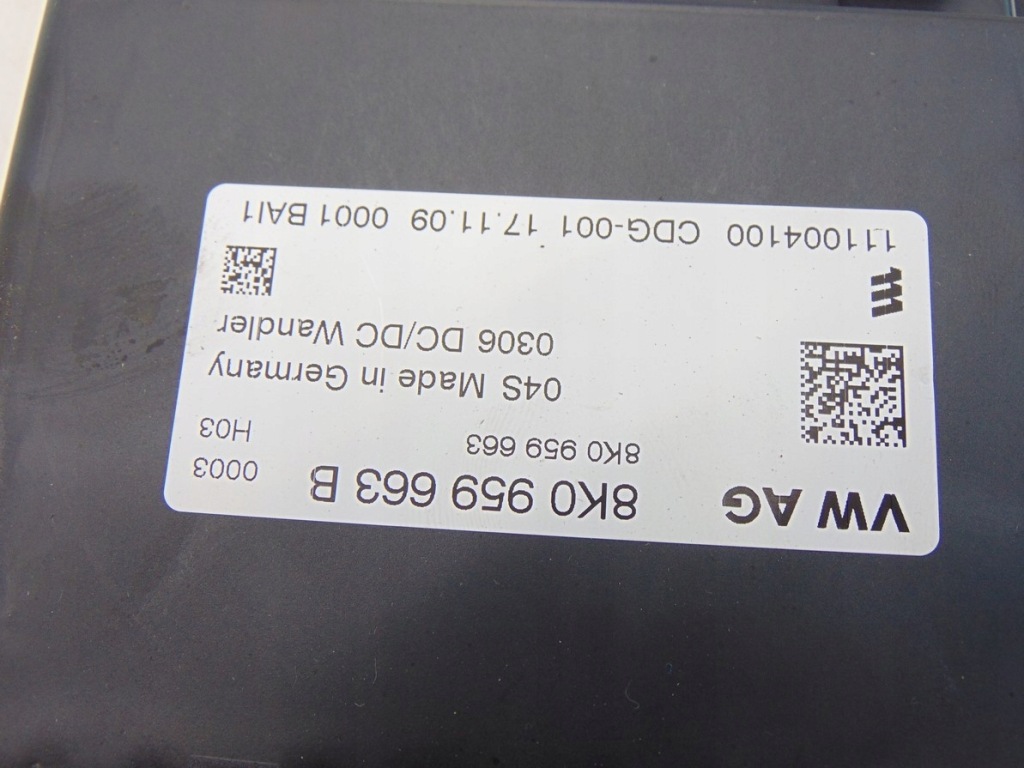 VW AG 8K0 959 663 B 0003
8K0 959 663 H03
04S Made in Germany
0306 DC/DC Wandler
111004100 CDG-001 17.11.09 0001 BAI1